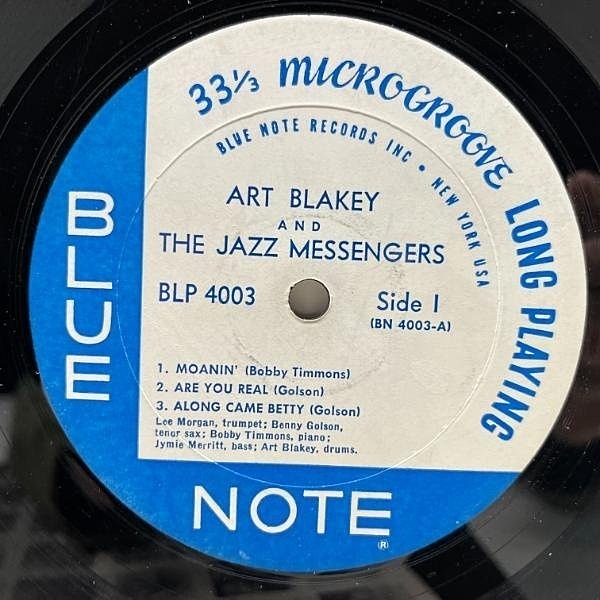 33⅓ MICROGROOVE LONG PLAYING
BLUE NOTE RECORDS INC • NEW YORK USA
ART BLAKEY
AND
THE JAZZ MESSENGERS
BLP 4003
Side 1
(BN 4003-A)
1. MOANIN' (Bobby Timmons)
2. ARE YOU REAL (Golson)
3. ALONG CAME BETTY (Golson)
Lee Morgan, trumpet; Benny Golson,
tenor sax; Bobby Timmons, piano;
Jymie Merritt, bass; Art Blakey, drums.
BLUE
NOTE
®